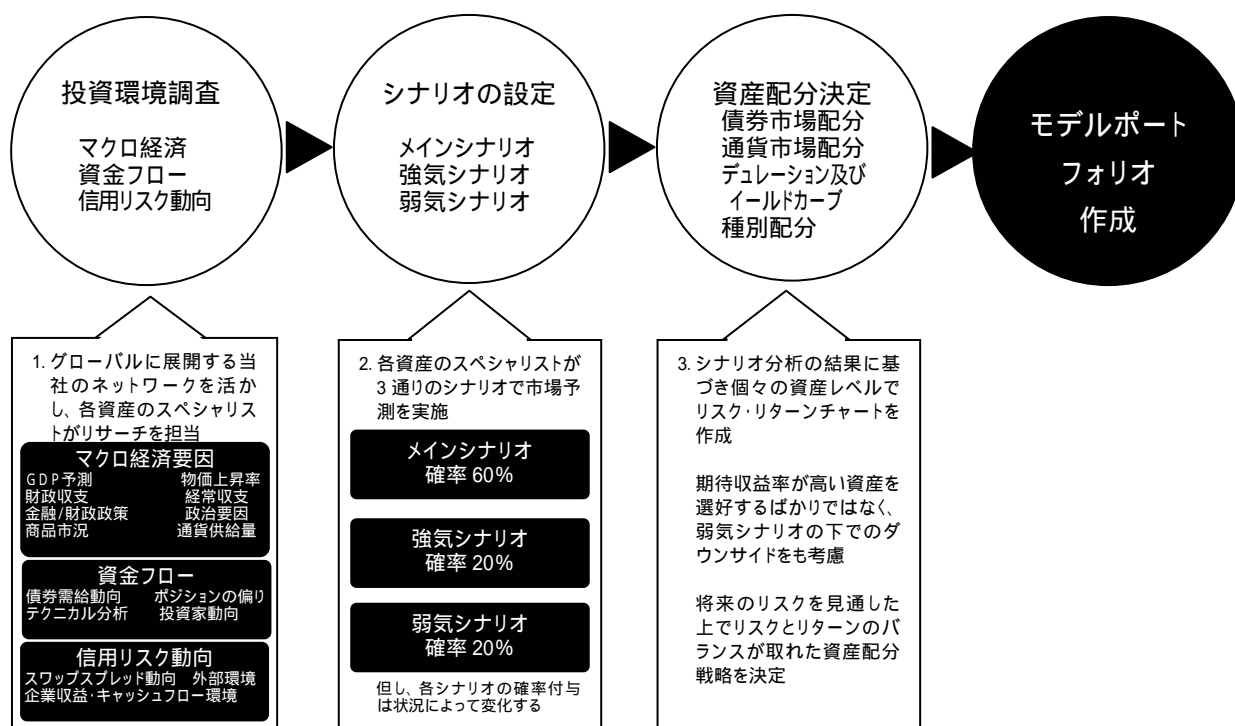 投資環境調査
マクロ経済
資金フロー
信用リスク動向
シナリオの設定
メインシナリオ
強気シナリオ
弱気シナリオ
資産配分決定
債券市場配分
通貨市場配分
デュレーション及び
イールドカーブ
種別配分
モデルポート
フォリオ
作成
1. グローバルに展開する当
社のネットワークを活か
し、各資産のスペシャリス
トがリサーチを担当
マクロ経済要因
GDP予測 物価上昇率
財政収支 経常収支
金融/財政政策 政治要因
商品市況 通貨供給量
資金フロー
債券需給動向 ポジションの偏り
テクニカル分析 投資家動向
信用リスク動向
スワップスプレッド動向 外部環境
企業収益・キャッシュフロー環境
2. 各資産のスペシャリストが
3 通りのシナリオで市場予
測を実施
メインシナリオ
確率 60%
強気シナリオ
確率 20%
弱気シナリオ
確率 20%
但し、各シナリオの確率付与
は状況によって変化する
3. シナリオ分析の結果に基
づき個々の資産レベルで
リスク・リターンチャートを
作成
期待収益率が高い資産を
選好するばかりではなく、
弱気シナリオの下でのダ
ウンサイドをも考慮
将来のリスクを見通した
上でリスクとリターンのバ
ランスが取れた資産配分
戦略を決定